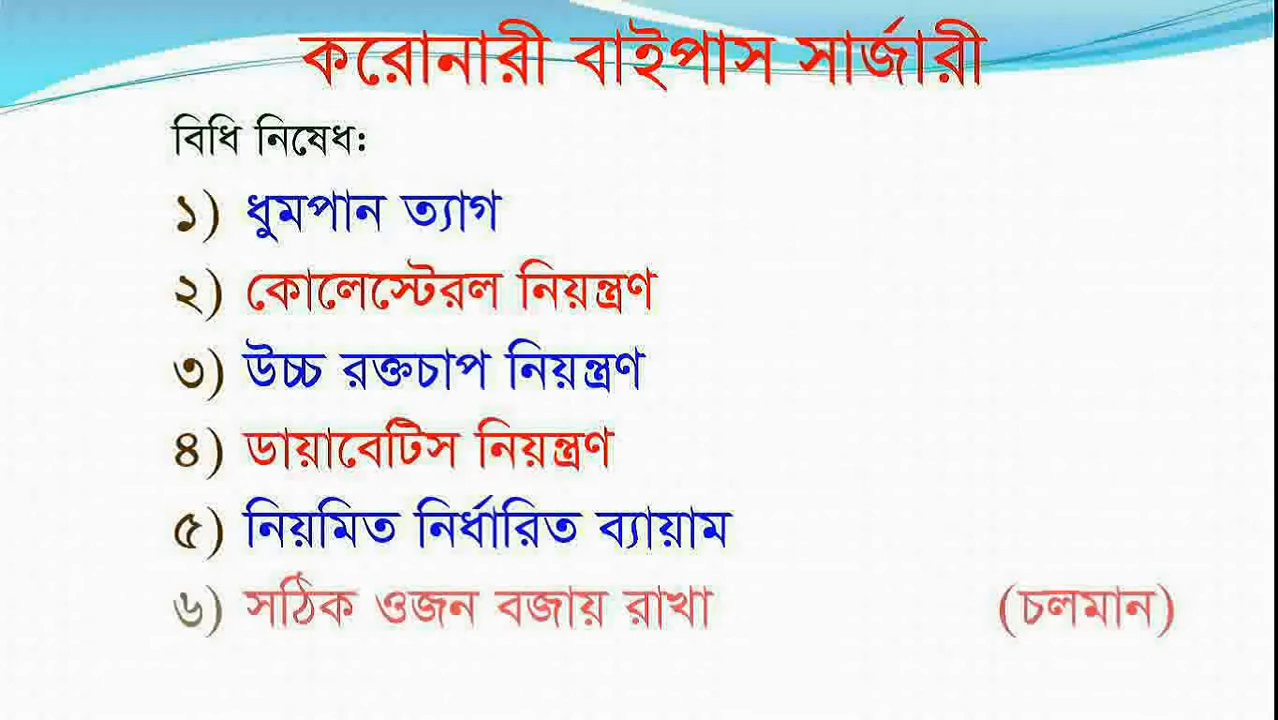 করোনারী বাইপাস সার্জারী
বিধি নিষেধঃ
১) ধুমপান ত্যাগ
২) কোলেস্টেরল নিয়ন্ত্রণ
৩) উচ্চ রক্তচাপ নিয়ন্ত্রণ
৪) ডায়াবেটিস নিয়ন্ত্রণ
৫) নিয়মিত নির্ধারিত ব্যায়াম
৬) সঠিক ওজন বজায় রাখা (চলমান)